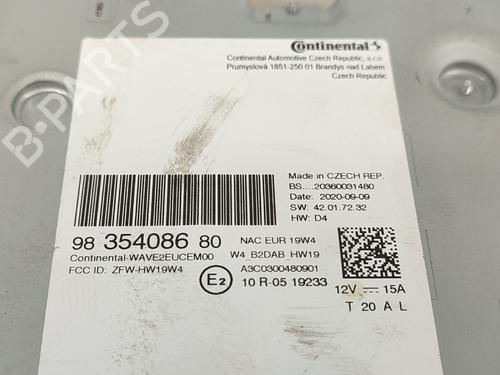 Continental
Continental Automotive Czech Republic, s.r.o.
Prumyslová 1851-250 01 Brandys nad Labem
Czech Republic
Made in CZECH REP.
BS....20360031480
Date: 2020-09-09
SW: 42.01.72.32
HW: D4
98 354086 80
NAC EUR 19W4
Continental-WAVE2EUCEM00
W4_B2DAB_HW19
FCC ID: ZFW-HW19W4
A3C0300480901
E2
10 R-05 19233
12V 15A
T 20 A L
B-PARTS